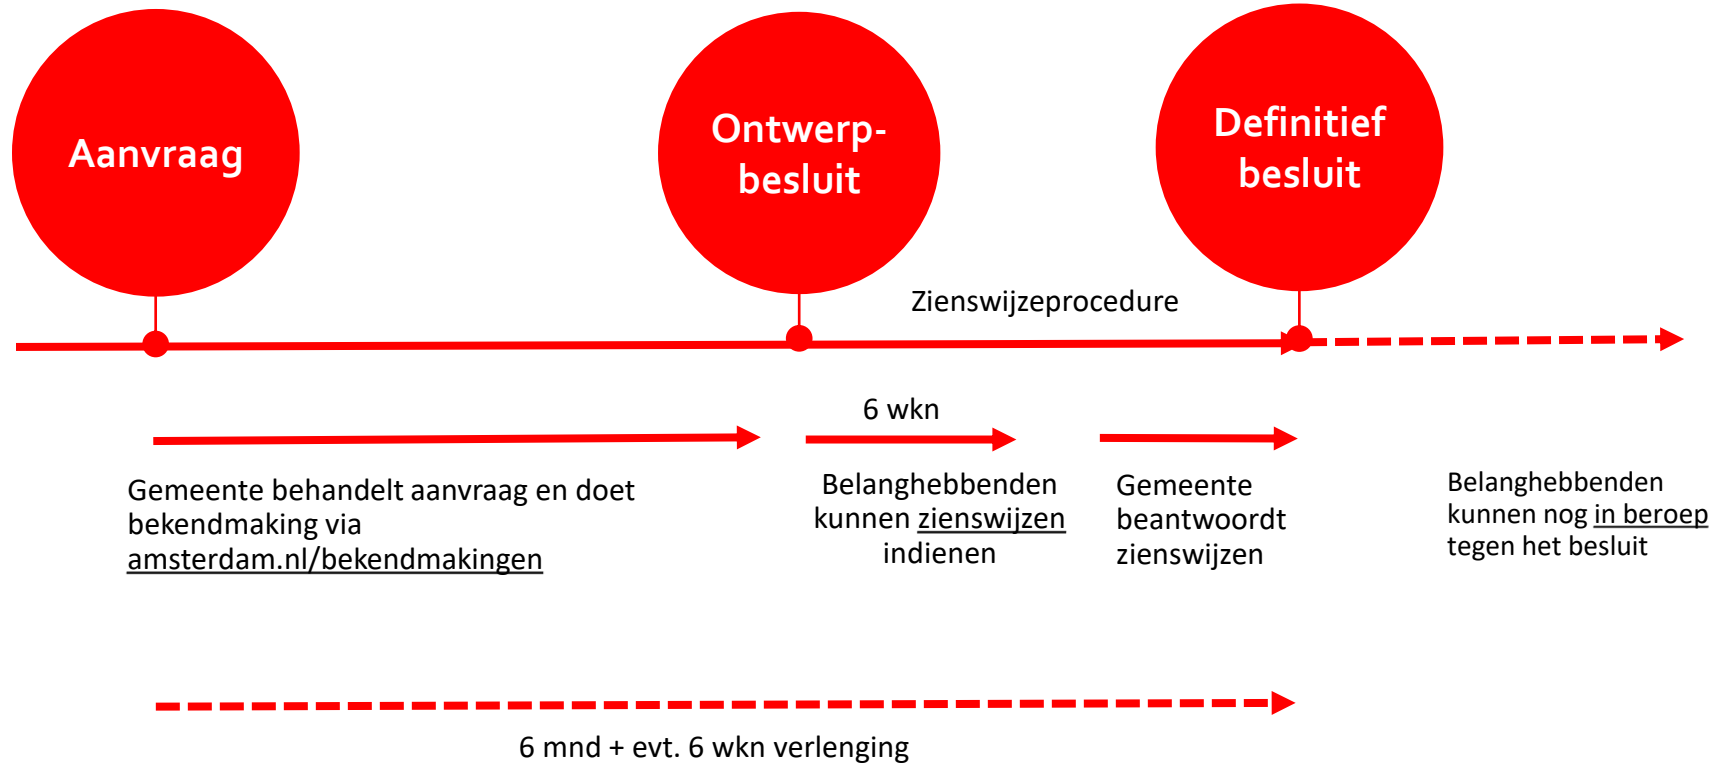 Aanvraag
Ontwerp-
besluit
Definitief
besluit
Zienswijzeprocedure
6 wkn
Gemeente behandelt aanvraag en doet
bekendmaking via
amsterdam.nl/bekendmakingen
Belanghebbenden
kunnen zienswijzen
indienen
Gemeente
beantwoordt
zienswijzen
Belanghebbenden
kunnen nog in beroep
tegen het besluit
6 mnd + evt. 6 wkn verlenging